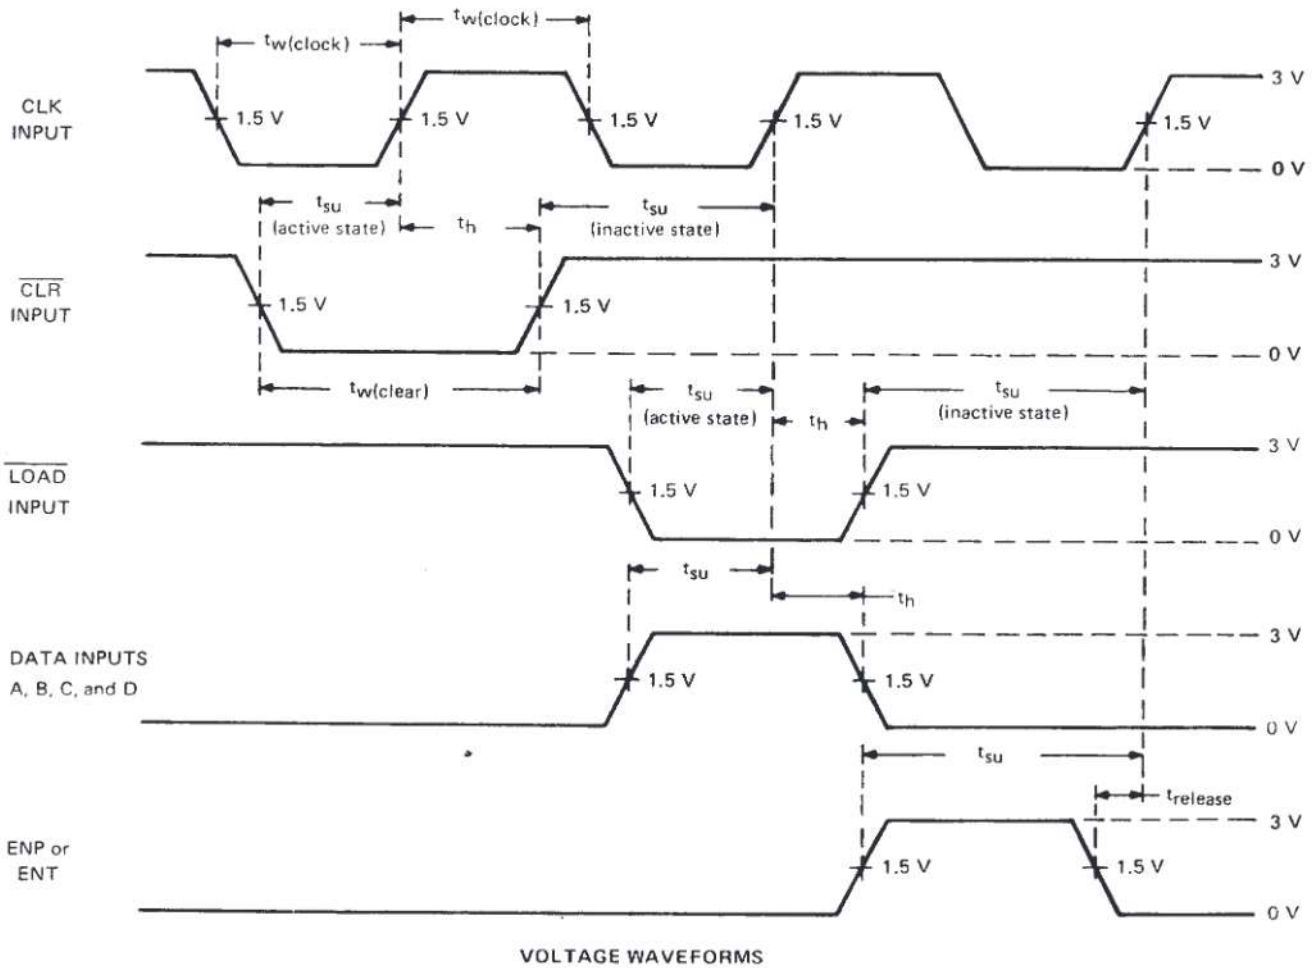 tw(clock)
tw(clock)
CLK
INPUT
1.5 V 1.5 V 1.5 V 1.5 V 1.5 V
3 V
0 V
tsu
(active state)
th
tsu
(inactive state)
CLR
INPUT
1.5 V 1.5 V
3 V
0 V
tw(clear)
tsu
(active state)
th
tsu
(inactive state)
LOAD
INPUT
1.5 V 1.5 V
3 V
0 V
tsu
th
DATA INPUTS
A, B, C, and D
1.5 V 1.5 V
3 V
0 V
tsu
trelease
ENP or
ENT
1.5 V 1.5 V
3 V
0 V
VOLTAGE WAVEFORMS